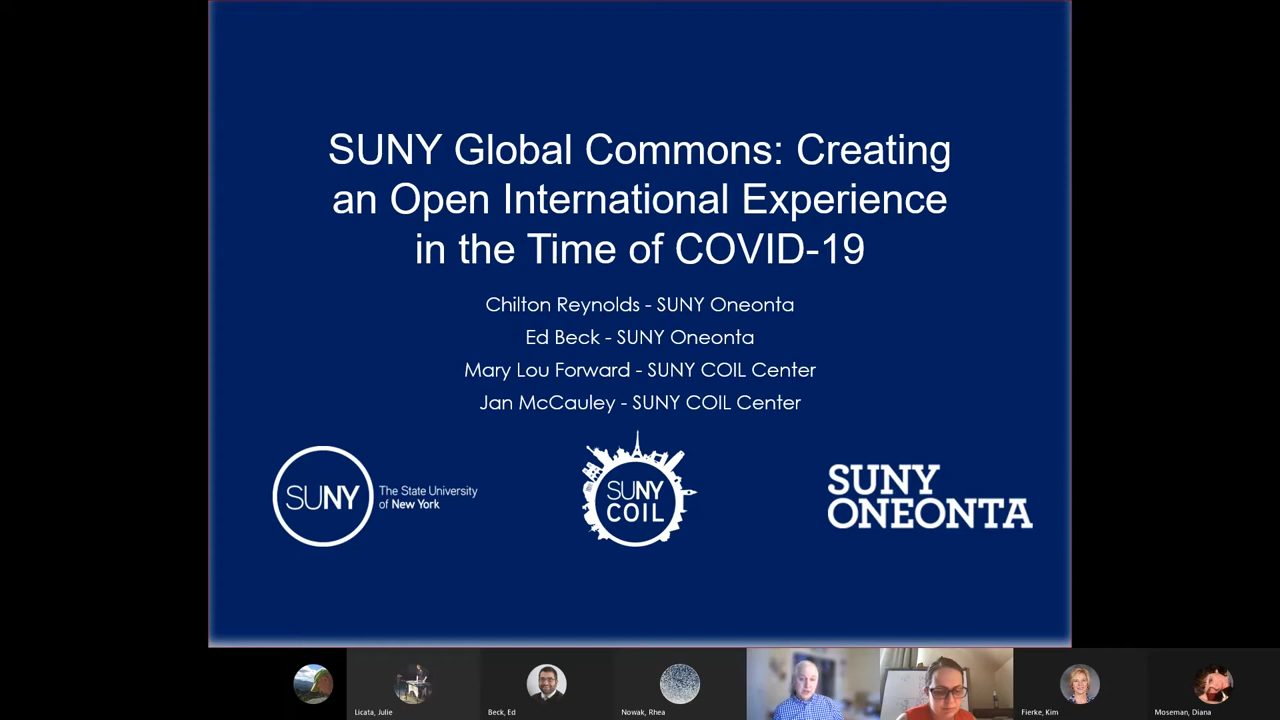 SUNY Global Commons: Creating
an Open International Experience
in the Time of COVID-19
Chilton Reynolds - SUNY Oneonta
Ed Beck - SUNY Oneonta
Mary Lou Forward - SUNY COIL Center
Jan McCauley - SUNY COIL Center
SUNY
The State University
of New York
SUNY
COIL
SUNY
ONEONTA
Licata, Julie
Beck, Ed
Nowak, Rhea
Fierke, Kim
Moseman, Diana